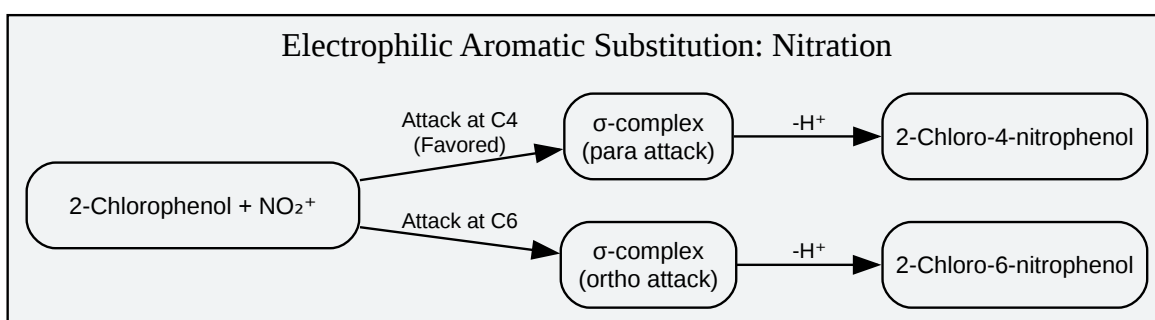 Electrophilic Aromatic Substitution: Nitration
2-Chlorophenol + NO₂⁺
Attack at C4
(Favored)
σ-complex
(para attack)
-H⁺
2-Chloro-4-nitrophenol
Attack at C6
σ-complex
(ortho attack)
-H⁺
2-Chloro-6-nitrophenol